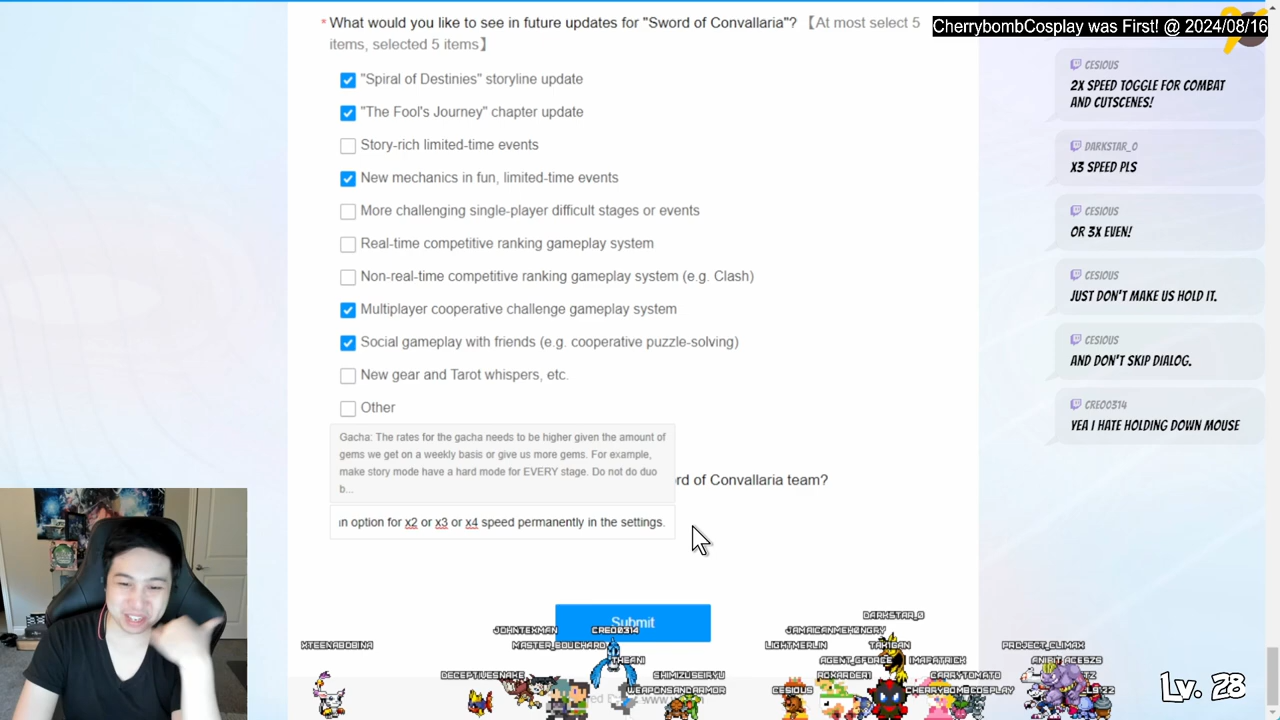 * What would you like to see in future updates for "Sword of Convallaria"? 【At most select 5
items, selected 5 items】
"Spiral of Destinies" storyline update
"The Fool's Journey" chapter update
Story-rich limited-time events
New mechanics in fun, limited-time events
More challenging single-player difficult stages or events
Real-time competitive ranking gameplay system
Non-real-time competitive ranking gameplay system (e.g. Clash)
Multiplayer cooperative challenge gameplay system
Social gameplay with friends (e.g. cooperative puzzle-solving)
New gear and Tarot whispers, etc.
Other
Gacha: The rates for the gacha needs to be higher given the amount of
gems we get on a weekly basis or give us more gems. For example,
make story mode have a hard mode for EVERY stage. Do not do duo
b...
rd of Convallaria team?
n option for x2 or x3 or x4 speed permanently in the settings.
Submit
CherrybombCosplay was First! @ 2024/08/16
CESIOUS
2X SPEED TOGGLE FOR COMBAT
AND CUTSCENES!
DARKSTAR_0
X3 SPEED PLS
CESIOUS
OR 3X EVEN!
CESIOUS
JUST DON'T MAKE US HOLD IT.
CESIOUS
AND DON'T SKIP DIALOG.
CREO0314
YEA I HATE HOLDING DOWN MOUSE
DARKSTAR_0
JOHNTEKMAN
CREO0314
JAMAICANMEHZNGRY
XTEENABOBINA
MASTER_BOUCHARD
LIGHTMERLIN
TAKIGAN
PROJECT_CLIMAX
THEANI
AGENT_GFORCE
IMAPATRICK
ANIBIT_ACESZS
DECEPTIVESNAKE
SHIMIZUSEIRYU
ROXARDER1
CARRYTOMATO
WEAPONSANDARMOR
CESIOUS
CHERRYBOMBCOSPLAY
www
Lv. 28